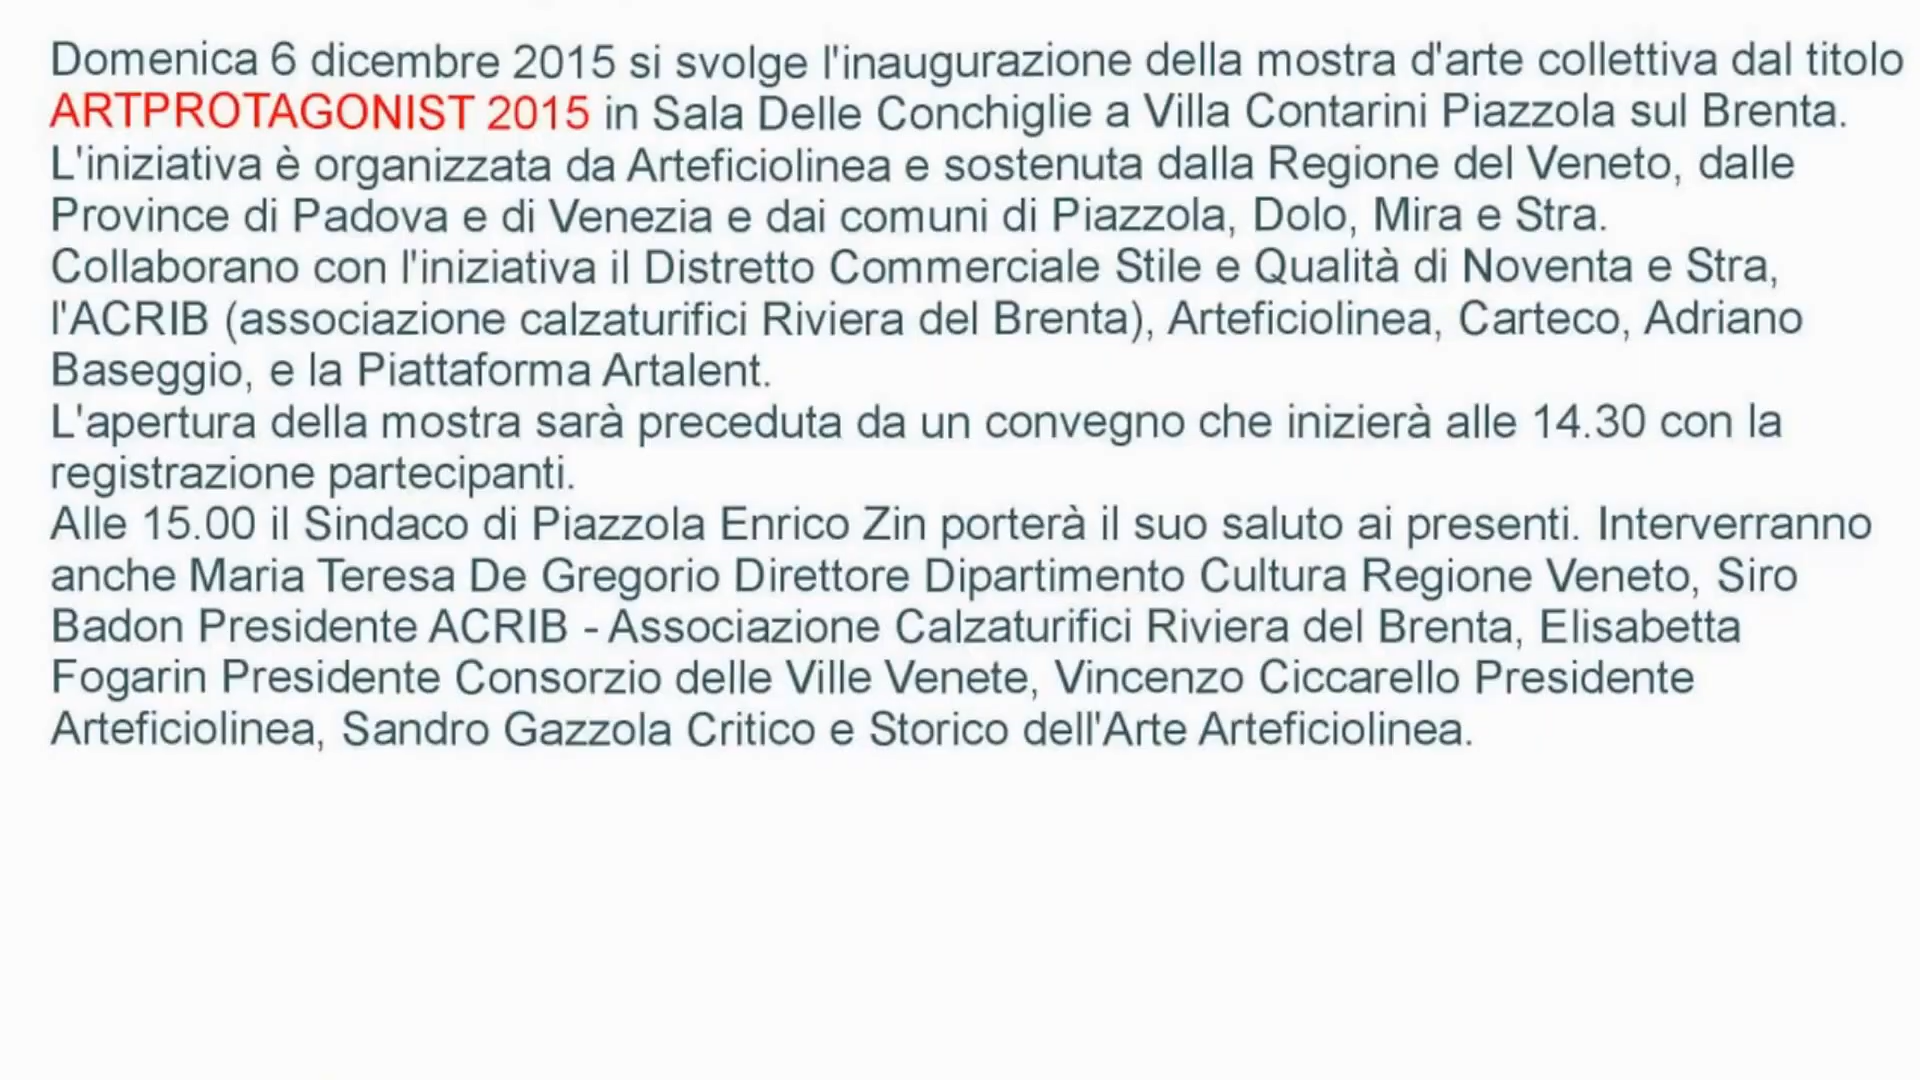 Domenica 6 dicembre 2015 si svolge l'inaugurazione della mostra d'arte collettiva dal titolo
ARTPROTAGONIST 2015 in Sala Delle Conchiglie a Villa Contarini Piazzola sul Brenta.
L'iniziativa è organizzata da Arteficiolinea e sostenuta dalla Regione del Veneto, dalle
Province di Padova e di Venezia e dai comuni di Piazzola, Dolo, Mira e Stra.
Collaborano con l'iniziativa il Distretto Commerciale Stile e Qualità di Noventa e Stra,
l'ACRIB (associazione calzaturifici Riviera del Brenta), Arteficiolinea, Carteco, Adriano
Baseggio, e la Piattaforma Artalent.
L'apertura della mostra sarà preceduta da un convegno che inizierà alle 14.30 con la
registrazione partecipanti.
Alle 15.00 il Sindaco di Piazzola Enrico Zin porterà il suo saluto ai presenti. Interverranno
anche Maria Teresa De Gregorio Direttore Dipartimento Cultura Regione Veneto, Siro
Badon Presidente ACRIB - Associazione Calzaturifici Riviera del Brenta, Elisabetta
Fogarin Presidente Consorzio delle Ville Venete, Vincenzo Ciccarello Presidente
Arteficiolinea, Sandro Gazzola Critico e Storico dell'Arte Arteficiolinea.